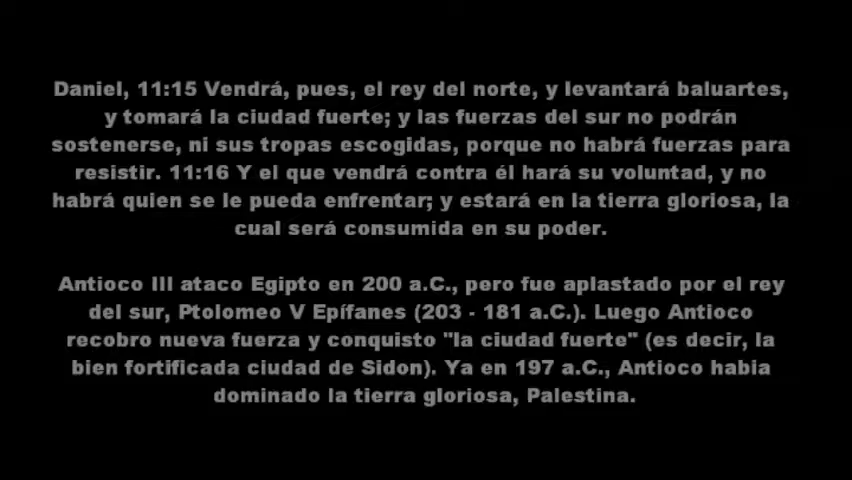 Daniel, 11:15 Vendrá, pues, el rey del norte, y levantará baluartes,
y tomará la ciudad fuerte; y las fuerzas del sur no podrán
sostenerse, ni sus tropas escogidas, porque no habrá fuerzas para
resistir. 11:16 Y el que vendrá contra él hará su voluntad, y no
habrá quien se le pueda enfrentar; y estará en la tierra gloriosa, la
cual será consumida en su poder.
Antioco III ataco Egipto en 200 a.C., pero fue aplastado por el rey
del sur, Ptolomeo V Epífanes (203 - 181 a.C.). Luego Antioco
recobro nueva fuerza y conquisto "la ciudad fuerte" (es decir, la
bien fortificada ciudad de Sidon). Ya en 197 a.C., Antioco habia
dominado la tierra gloriosa, Palestina.